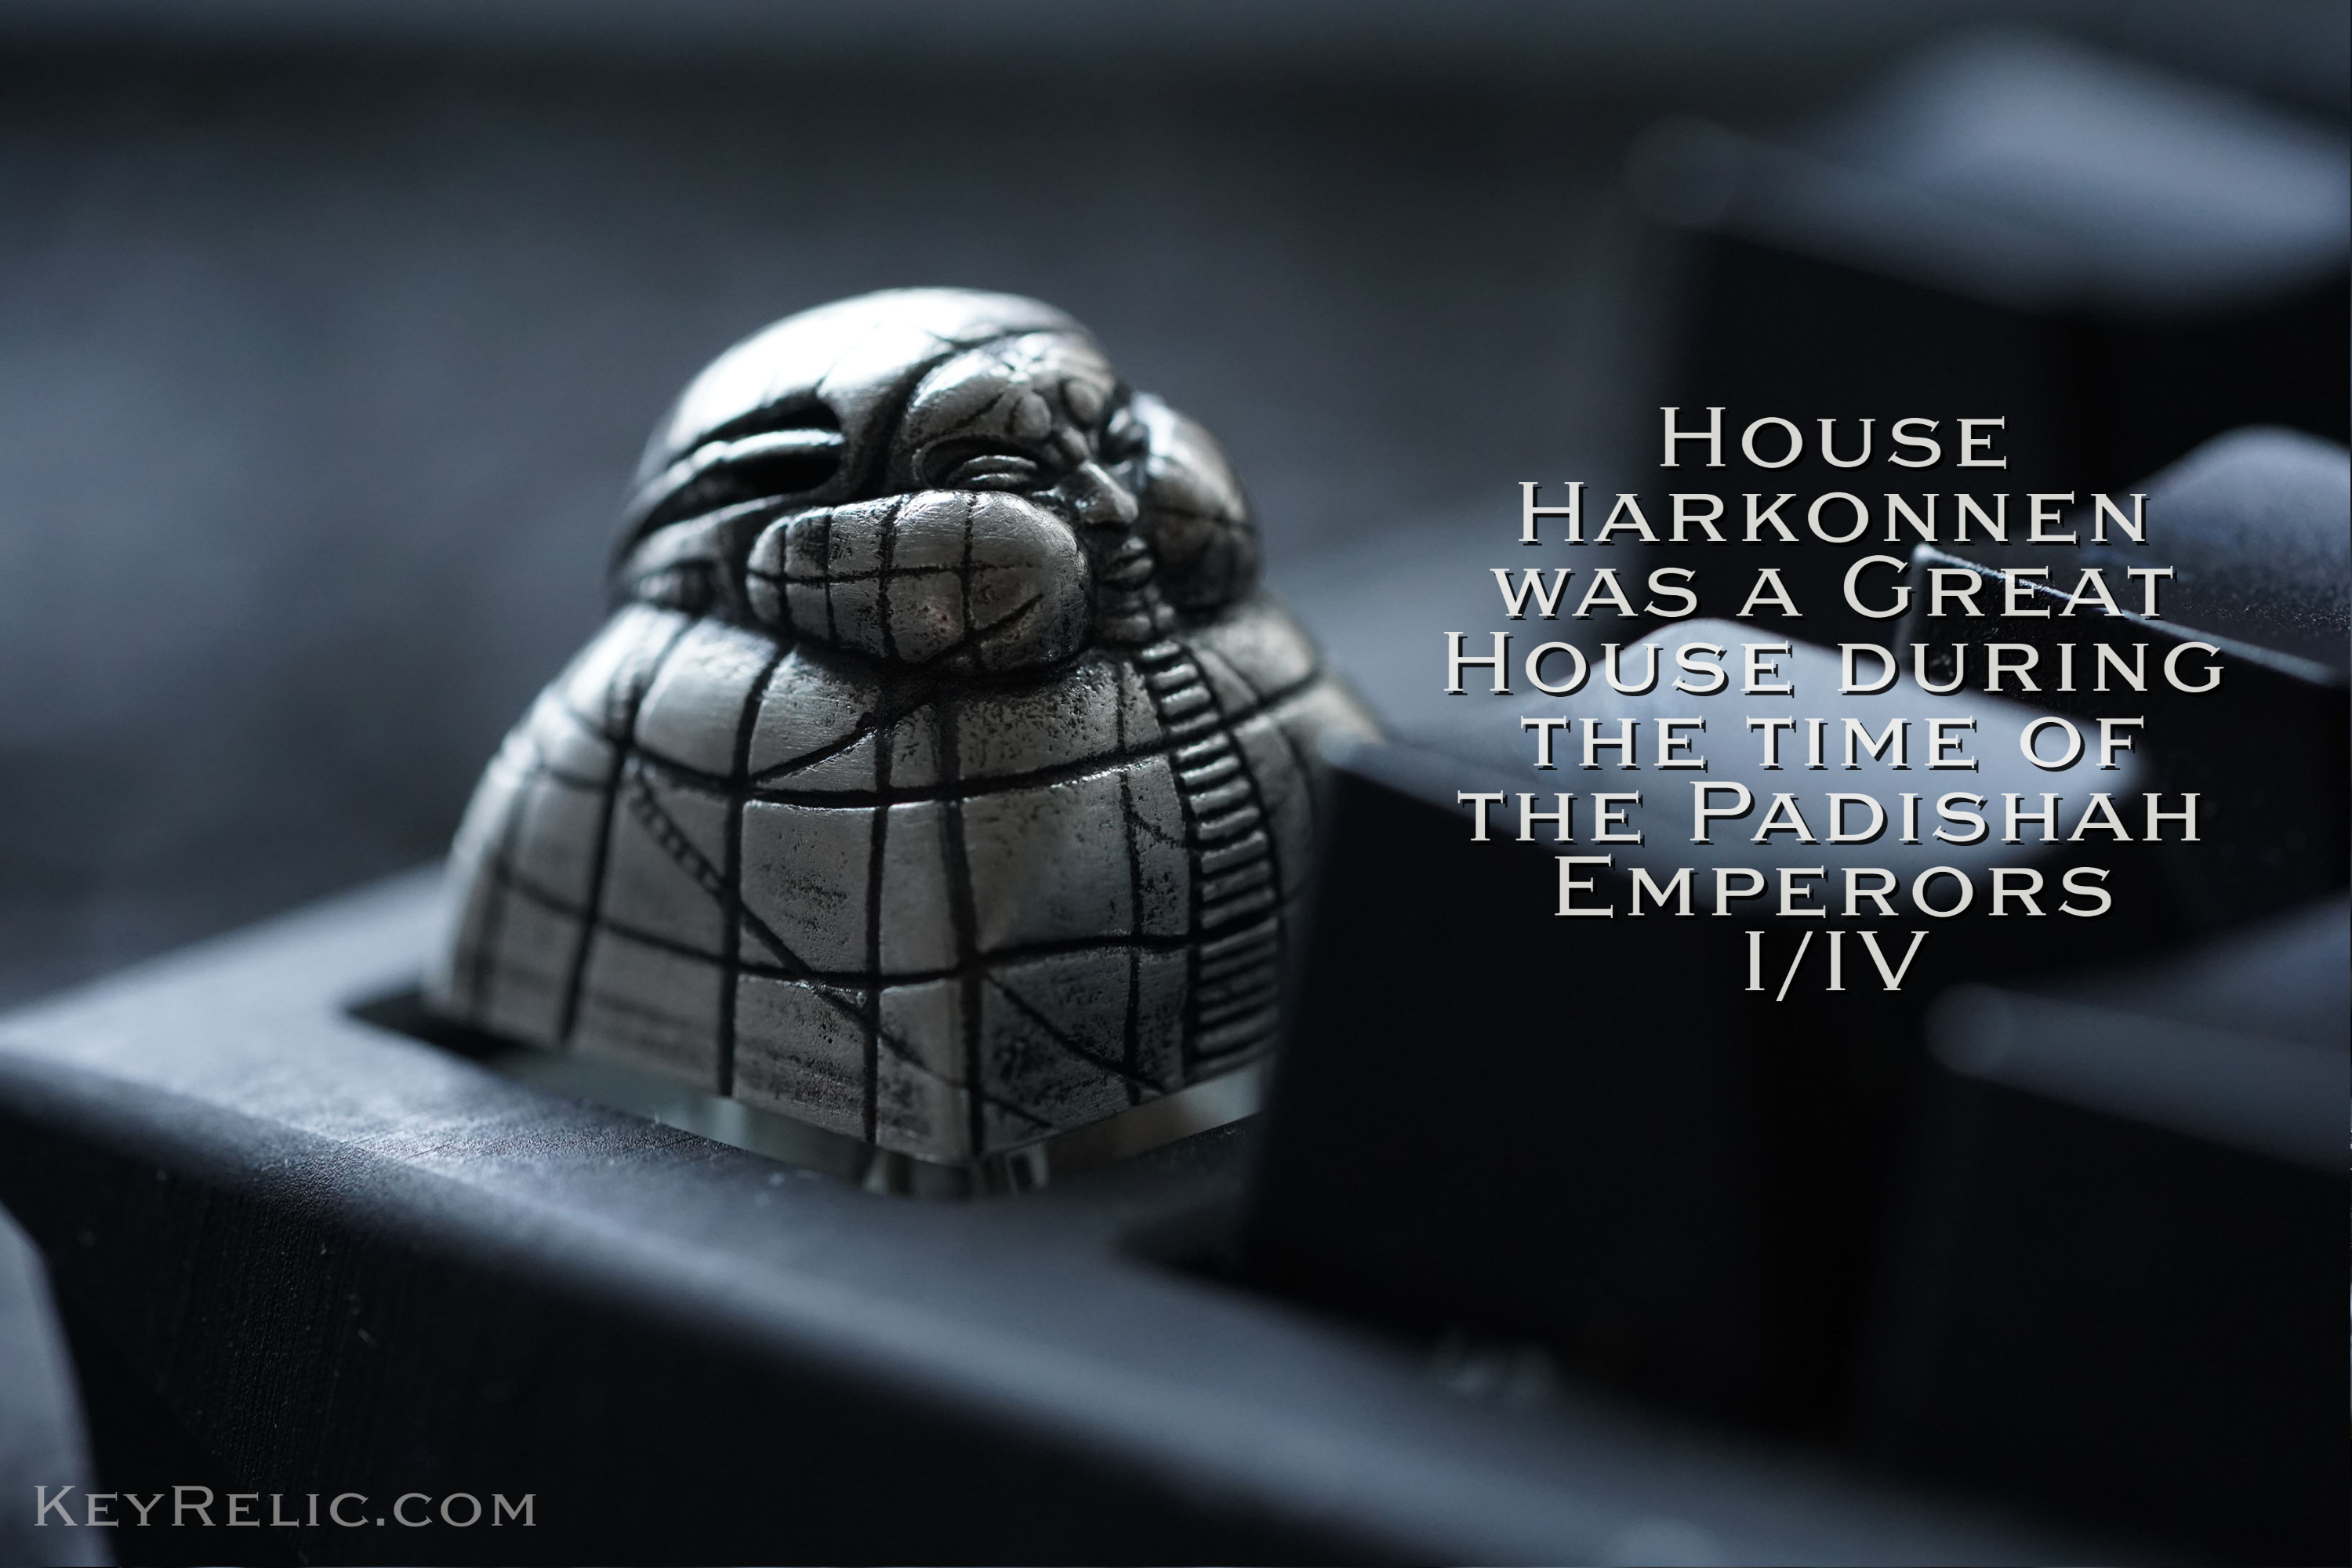 House
Harkonnen
was a Great
House during
the time of
the Padishah
Emperors
I/IV
KeyRelic.com